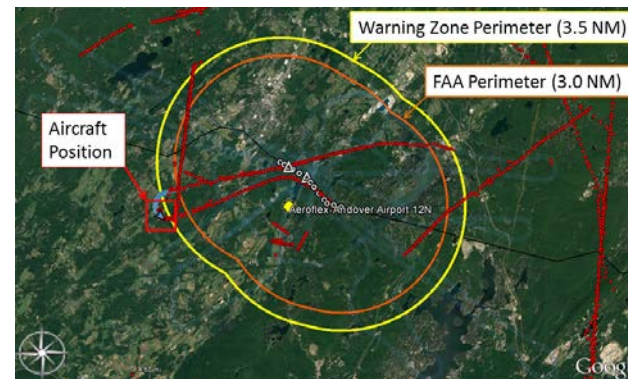 Warning Zone Perimeter (3.5 NM)
FAA Perimeter (3.0 NM)
Aircraft
Position
Aeroflex-Andover Airport 12N
Goog